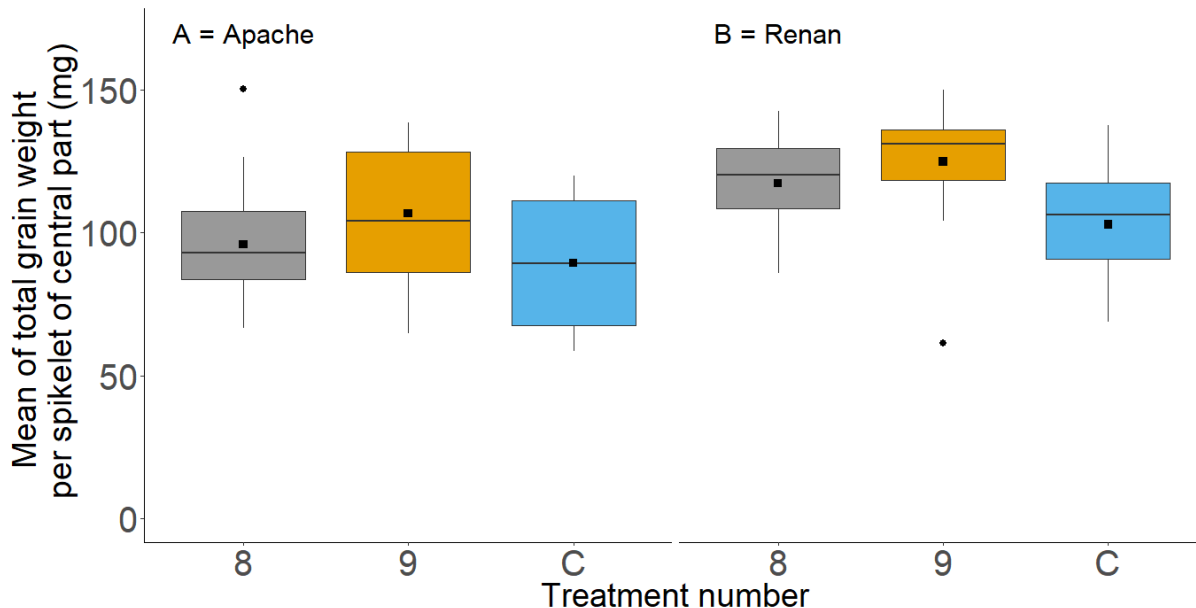 Mean of total grain weight
per spikelet of central part (mg)
A = Apache
B = Renan
150
100
50
0
8
9
C
8
9
C
Treatment number